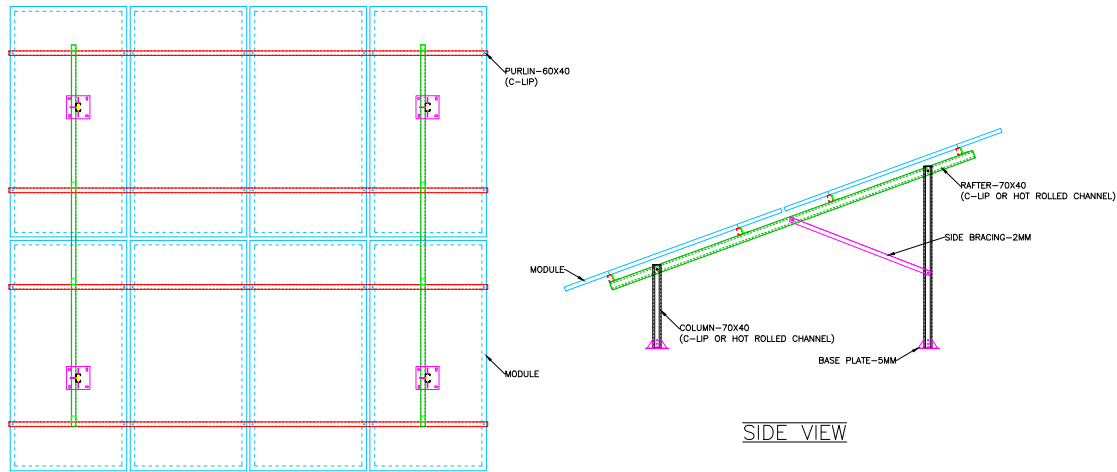 PURLIN-60X40
(C-LIP)
MODULE
RAFTER-70X40
(C-LIP OR HOT ROLLED CHANNEL)
SIDE BRACING-2MM
MODULE
COLUMN-70X40
(C-LIP OR HOT ROLLED CHANNEL)
BASE PLATE-5MM
SIDE VIEW